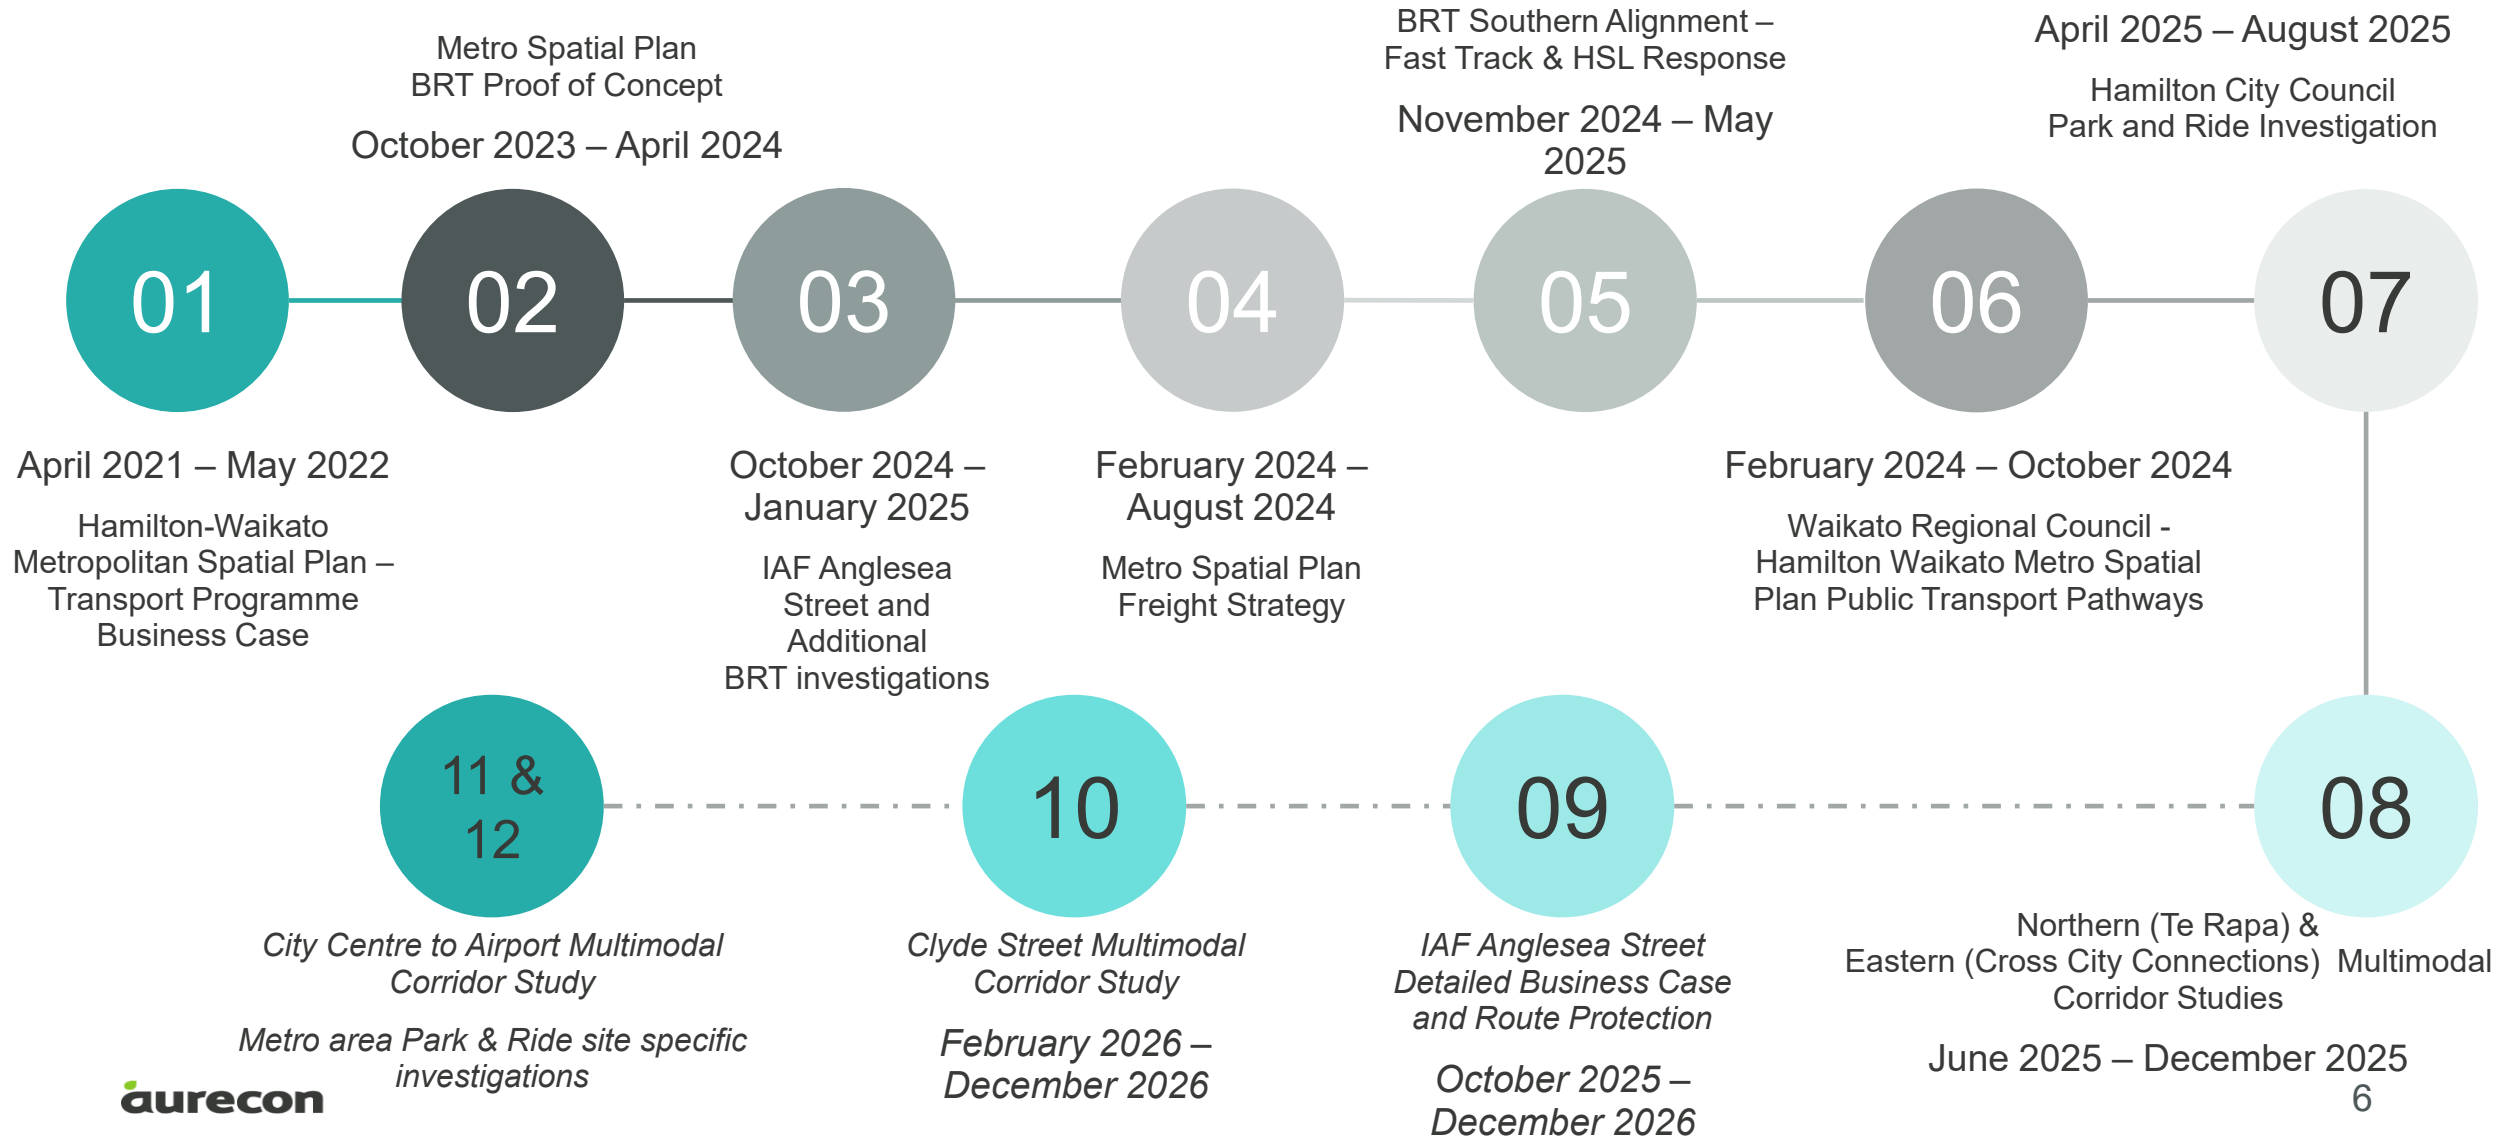 01
April 2021 – May 2022
Hamilton-Waikato
Metropolitan Spatial Plan –
Transport Programme
Business Case
Metro Spatial Plan
BRT Proof of Concept
October 2023 – April 2024
02
03
October 2024 –
January 2025
IAF Anglesea
Street and
Additional
BRT investigations
04
February 2024 –
August 2024
Metro Spatial Plan
Freight Strategy
BRT Southern Alignment –
Fast Track & HSL Response
November 2024 – May
2025
05
06
February 2024 – October 2024
Waikato Regional Council -
Hamilton Waikato Metro Spatial
Plan Public Transport Pathways
April 2025 – August 2025
Hamilton City Council
Park and Ride Investigation
07
08
Northern (Te Rapa) &
Eastern (Cross City Connections)  Multimodal
Corridor Studies
June 2025 – December 2025
09
IAF Anglesea Street
Detailed Business Case
and Route Protection
October 2025 –
December 2026
10
Clyde Street Multimodal
Corridor Study
February 2026 –
December 2026
11 &
12
City Centre to Airport Multimodal
Corridor Study
Metro area Park & Ride site specific
investigations
aurecon
6